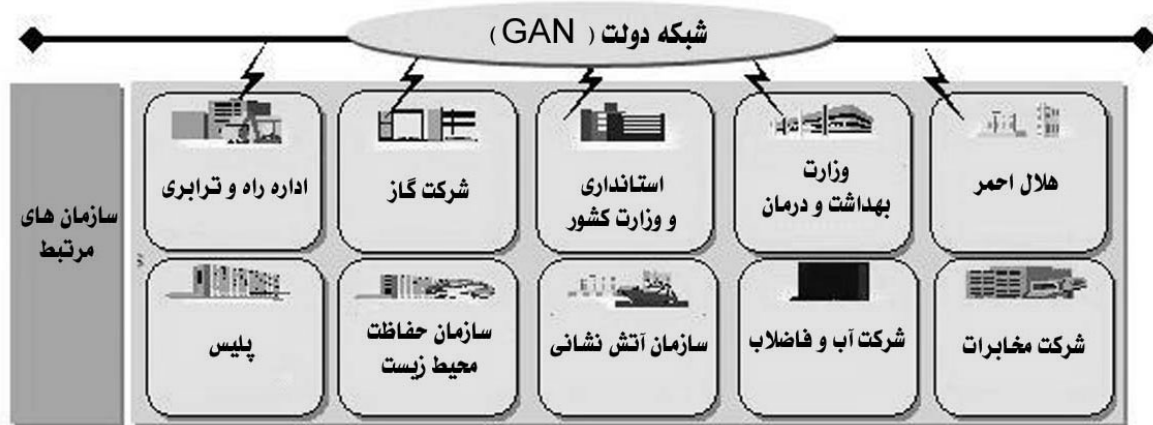 شبکه دولت ( GAN )
هلال احمر
وزارت
بهداشت و درمان
استانداری
و وزارت کشور
شرکت گاز
اداره راه و ترابری
سازمان های
مرتبط
شرکت مخابرات
شرکت آب و فاضلاب
سازمان آتش نشانی
سازمان حفاظت
محیط زیست
پلیس